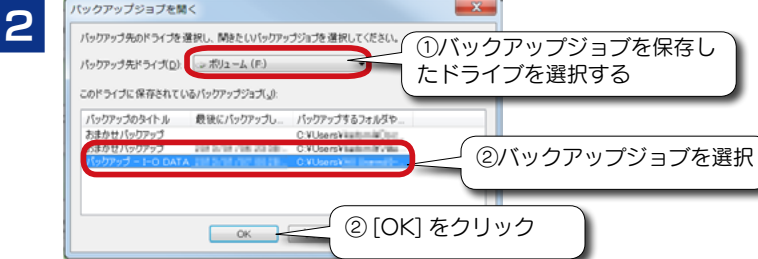 2
バックアップジョブを開く
バックアップ先のドライブを選択し、開きたいバックアップジョブを選択してください。
バックアップ先ドライブ(D):
ボリューム (F:)
①バックアップジョブを保存し
たドライブを選択する
このドライブに保存されているバックアップジョブ(J):
バックアップのタイトル 最後にバックアップし... バックアップするフォルダや...
おまかせバックアップ C:¥Users¥
おまかせバックアップ C:¥Users¥
バックアップ - I-O DATA C:¥Users¥
②バックアップジョブを選択
OK
② [OK] をクリック